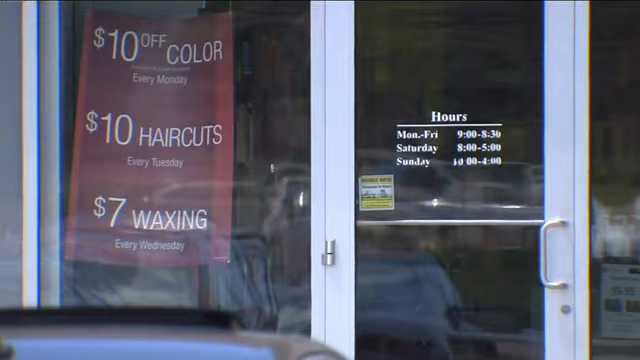 $10 OFF COLOR
Every Monday
$10 HAIRCUTS
Every Tuesday
$7 WAXING
Every Wednesday
Hours
Mon.-Fri 9:00-8:30
Saturday 8:00-5:00
Sunday 10:00-4:00